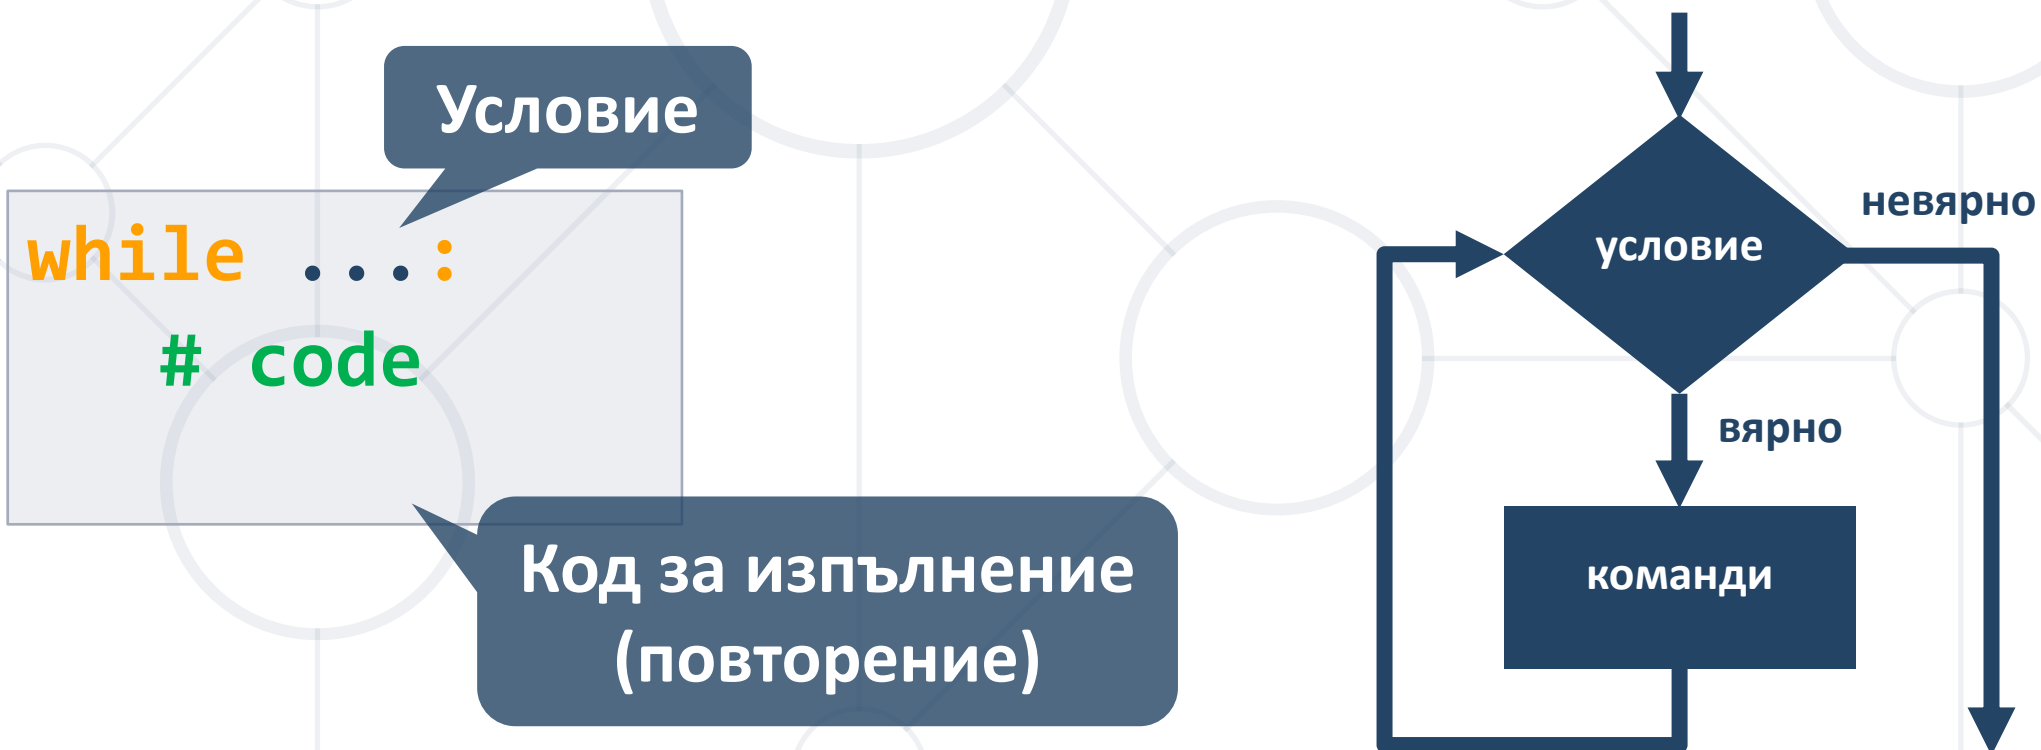 Условие
while ...:
# code
Код за изпълнение
(повторение)
условие
невярно
вярно
команди